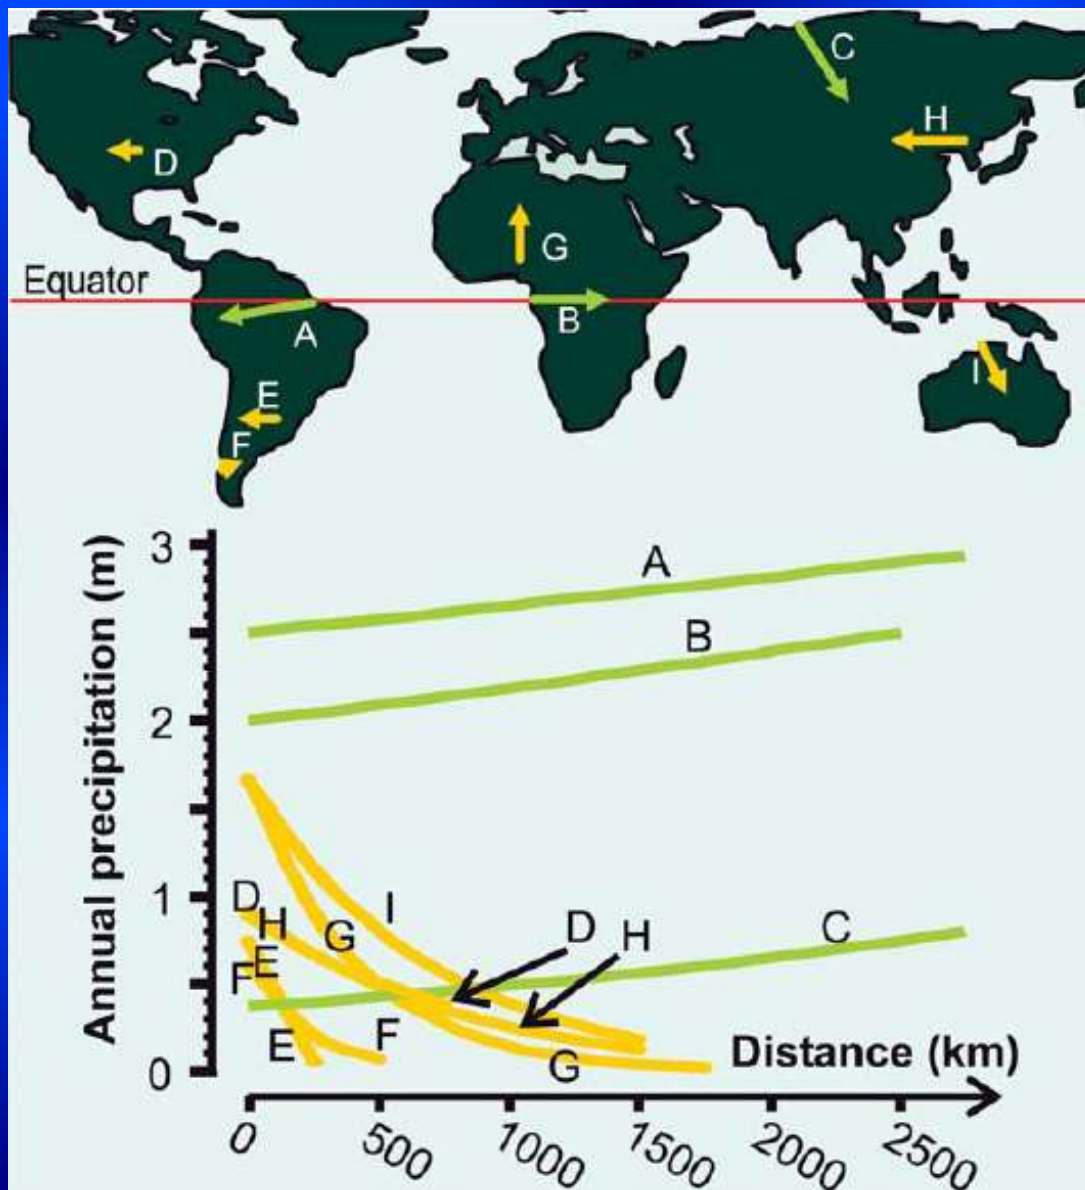 C
H
D
G
Equator
B
A
I
E
F
Annual precipitation (m)
3
2
1
0
A
B
C
D
H
I
G
D
H
E
F
E
F
G
Distance (km)
0
500
1000
1500
2000
2500